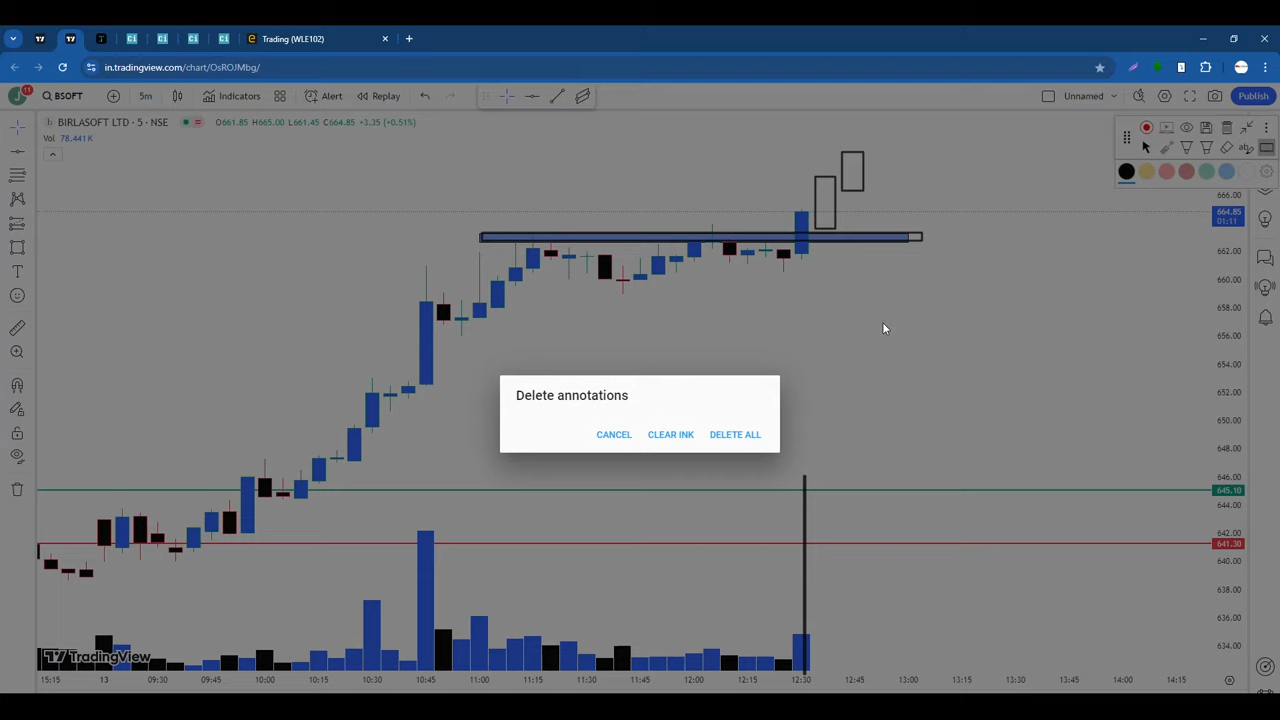 Trading (WLE102)
in.tradingview.com/chart/OsROJMbg/
J 11 BSOFT 5m Indicators Alert Replay Unnamed Publish
BIRLASOFT LTD · 5 · NSE O661.85 H665.00 L661.45 C664.85 +3.35 (+0.51%)
Vol 78.441K
666.00
664.85
01:11
662.00
660.00
658.00
656.00
654.00
652.00
650.00
648.00
646.00
645.10
644.00
642.00
641.30
640.00
638.00
636.00
634.00
Delete annotations
CANCEL CLEAR INK DELETE ALL
TradingView
15:15 13 09:30 09:45 10:00 10:15 10:30 10:45 11:00 11:15 11:30 11:45 12:00 12:15 12:30 12:45 13:00 13:15 13:30 13:45 14:00 14:15